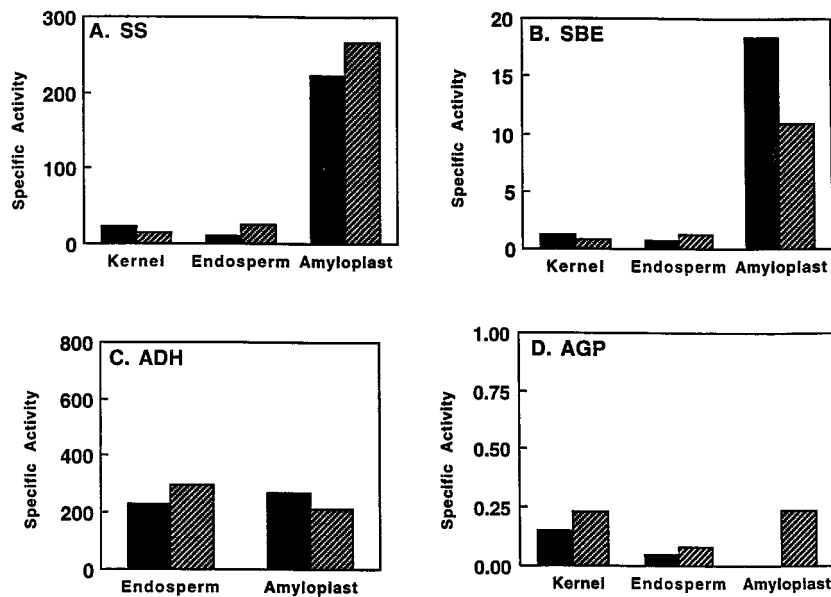 A. SS
Specific Activity
300
200
100
0
Kernel Endosperm Amyloplast
B. SBE
Specific Activity
20
15
10
5
0
Kernel Endosperm Amyloplast
C. ADH
Specific Activity
800
600
400
200
0
Endosperm Amyloplast
D. AGP
Specific Activity
1.00
0.75
0.50
0.25
0.00
Kernel Endosperm Amyloplast